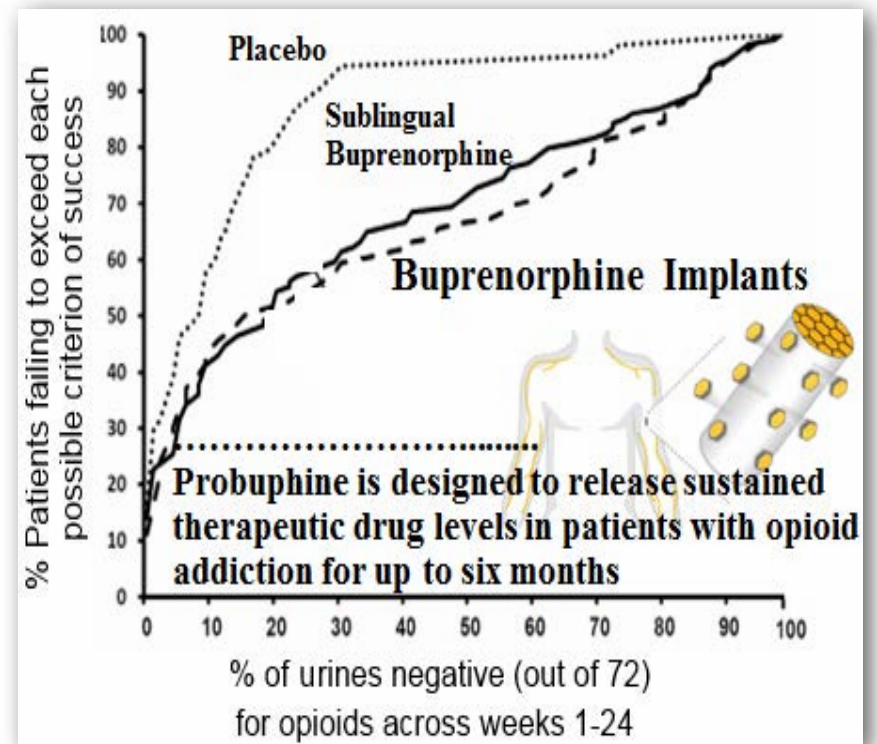 % Patients failing to exceed each
possible criterion of success
100
90
80
70
60
50
40
30
20
10
0
Placebo
Sublingual
Buprenorphine
Buprenorphine Implants
Probuphine is designed to release sustained
therapeutic drug levels in patients with opioid
addiction for up to six months
0 10 20 30 40 50 60 70 80 90 100
% of urines negative (out of 72)
for opioids across weeks 1-24